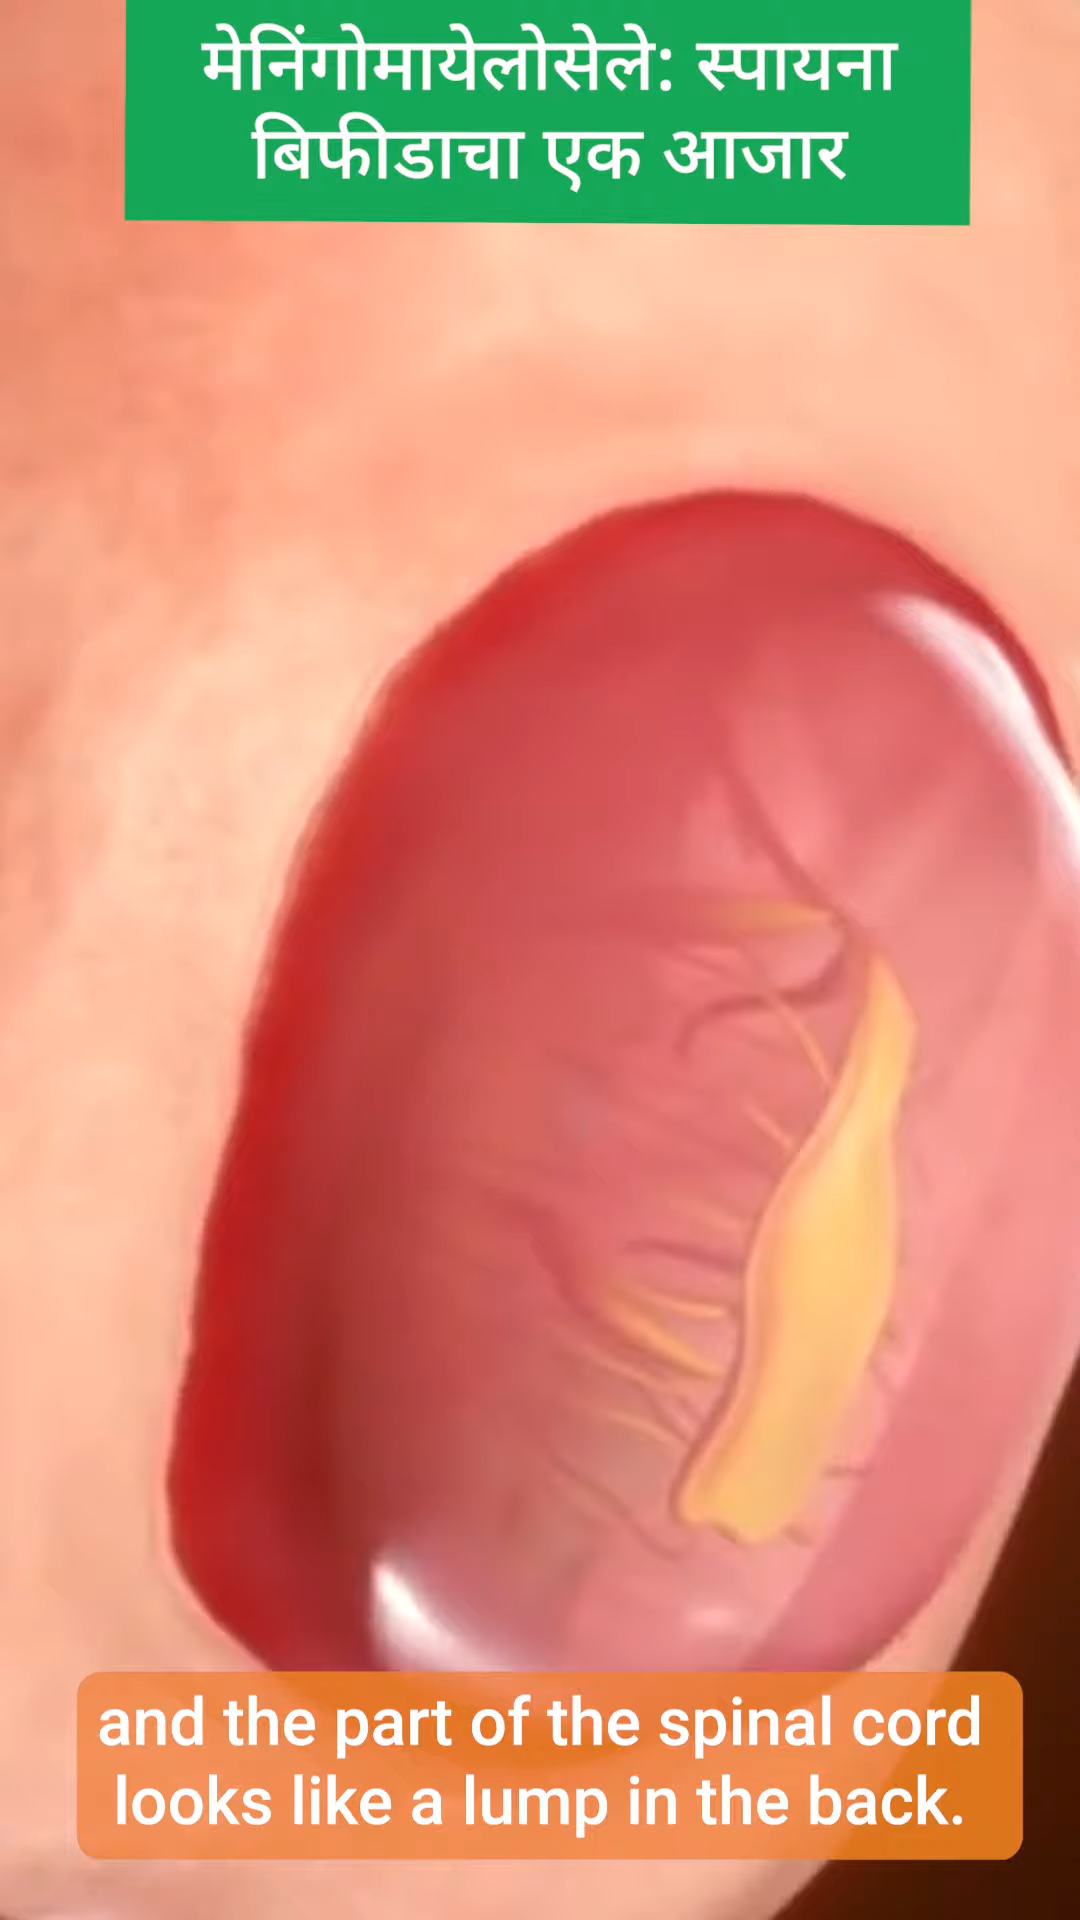 मेनिंगोमायेलोसेले: स्पायना
बिफीडाचा एक आजार
and the part of the spinal cord
looks like a lump in the back.